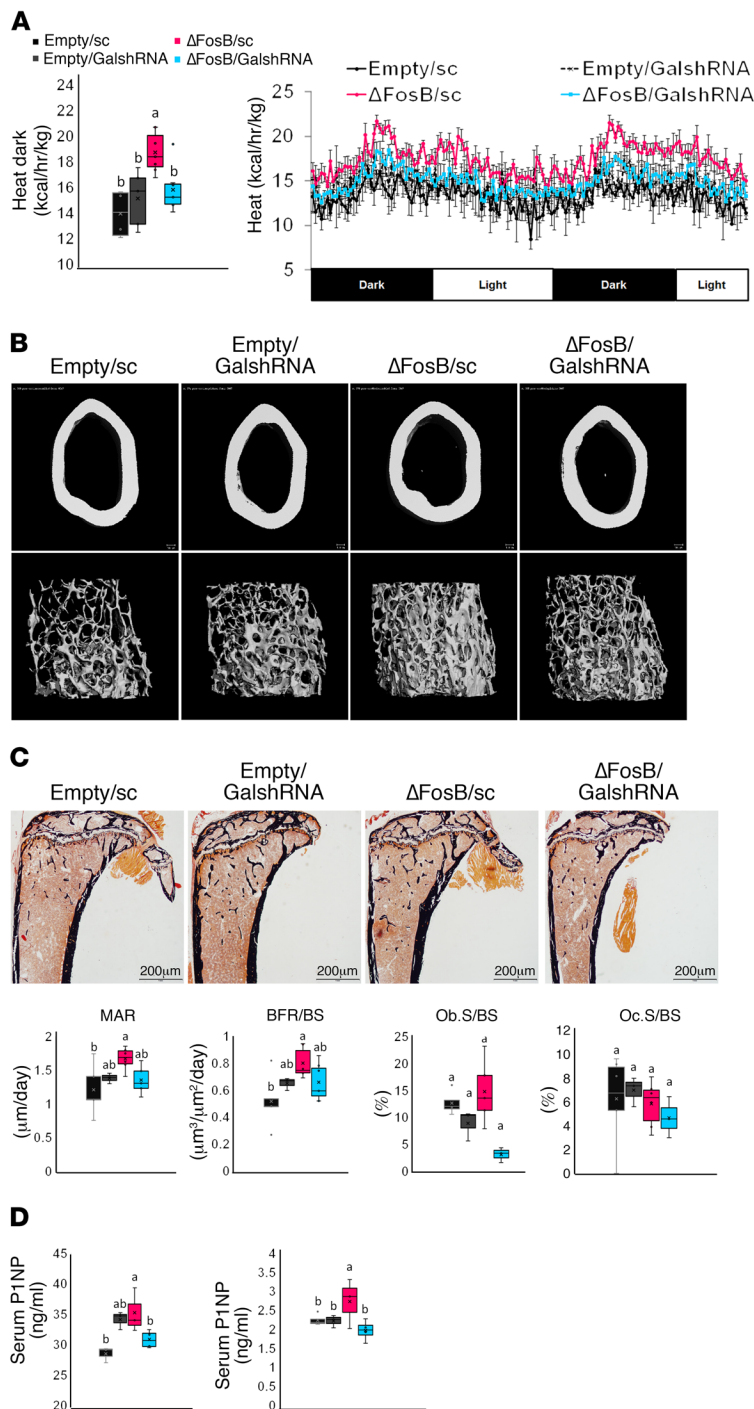 A
Empty/sc
ΔFosB/sc
Empty/GalshRNA
ΔFosB/GalshRNA
Heat dark
(kcal/hr/kg)
24
22
20
18
16
14
12
10
b
b
a
b
Empty/sc
Empty/GalshRNA
ΔFosB/sc
ΔFosB/GalshRNA
Heat (kcal/hr/kg)
25
20
15
10
5
Dark
Light
Dark
Light
B
Empty/sc
Empty/
GalshRNA
ΔFosB/sc
ΔFosB/
GalshRNA
C
Empty/sc
Empty/
GalshRNA
ΔFosB/sc
ΔFosB/
GalshRNA
200μm
200μm
200μm
200μm
MAR
(μm/day)
2
1.5
1
0.5
0
b
ab
a
ab
BFR/BS
(μm³/μm²/day)
1
0.8
0.6
0.4
0.2
0
b
ab
a
ab
Ob.S/BS
(%)
25
20
15
10
5
0
a
a
a
a
Oc.S/BS
(%)
12
10
8
6
4
2
0
a
a
a
a
D
Serum P1NP
(ng/ml)
45
40
35
30
25
20
b
ab
a
b
Serum P1NP
(ng/ml)
4
3.5
3
2.5
2
1.5
1
0.5
0
b
b
a
b